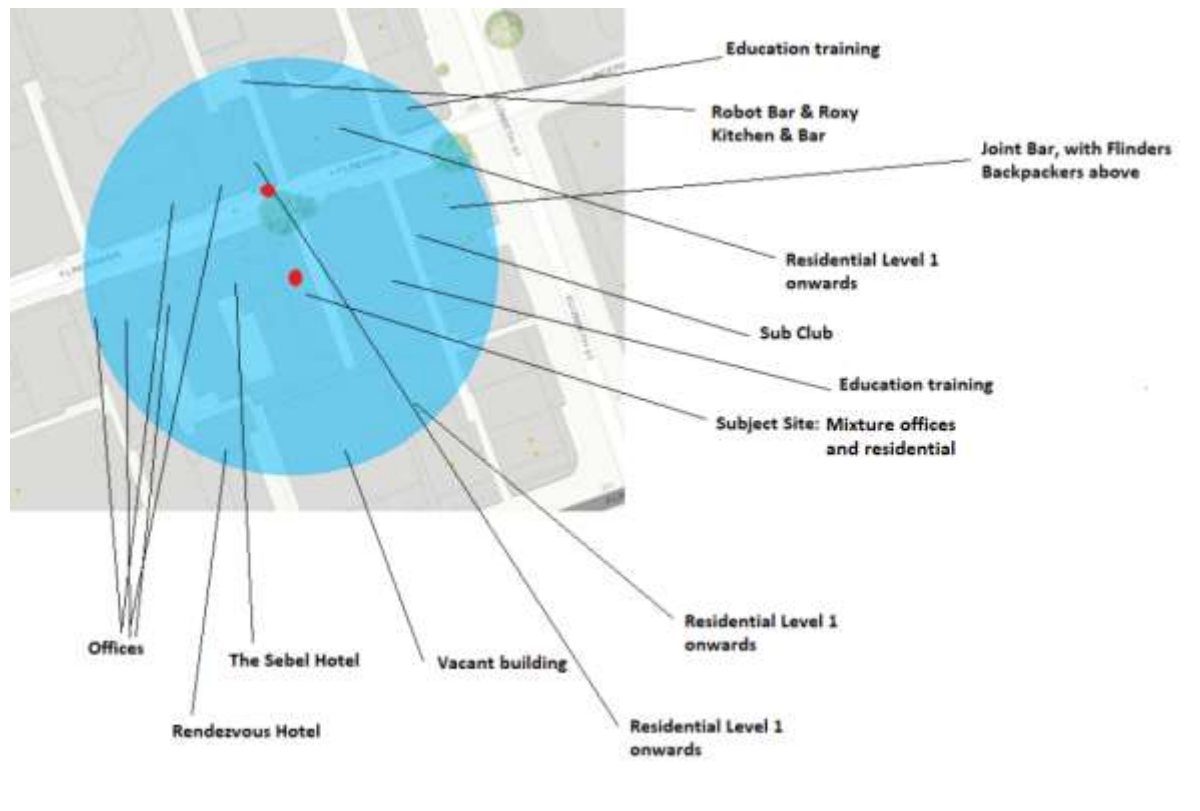 Education training
Robot Bar & Roxy
Kitchen & Bar
Joint Bar, with Flinders
Backpackers above
Residential Level 1
onwards
Sub Club
Education training
Subject Site: Mixture offices
and residential
Residential Level 1
onwards
Offices
The Sebel Hotel
Vacant building
Rendezvous Hotel
Residential Level 1
onwards